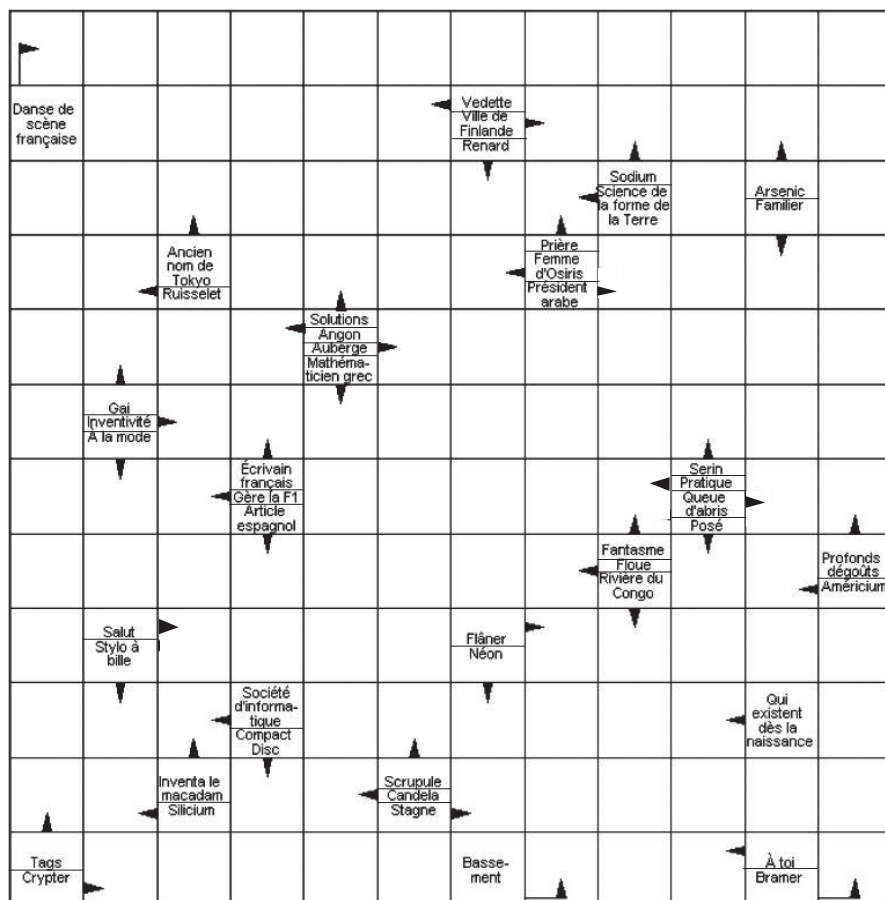 Danse de
scène
française
Vedette
Ville de
Finlande
Renard
Sodium
Science de
la forme de
la Terre
Arsenic
Familier
Ancien
nom de
Tokyo
Ruisselet
Prière
Femme
d'Osiris
Président
arabe
Solutions
Angon
Auberge
Mathéma-
ticien grec
Gai
Inventivité
À la mode
Écrivain
français
Gère la F1
Article
espagnol
Serin
Pratique
Queue
d'abris
Posé
Fantasme
Floue
Rivière du
Congo
Profonds
dégoûts
Américium
Salut
Stylo à
bille
Flâner
Néon
Société
d'informa-
tique
Compact
Disc
Qui
existent
dès la
naissance
Inventa le
macadam
Silicium
Scrupule
Candela
Stagne
Tags
Crypter
Basse-
ment
À toi
Bramer